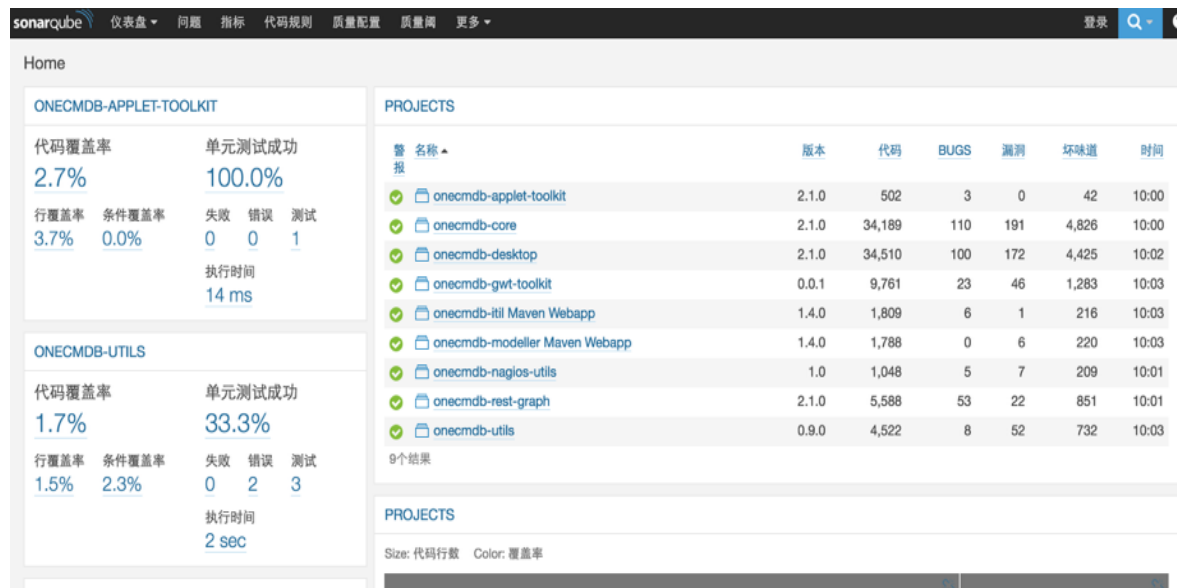 sonarqube 仪表盘 问题 指标 代码规则 质量配置 质量阈 更多 登录
Home
ONECMDB-APPLET-TOOLKIT
代码覆盖率 单元测试成功
2.7% 100.0%
行覆盖率 条件覆盖率 失败 错误 测试
3.7% 0.0% 0 0 1
执行时间
14 ms
ONECMDB-UTILS
代码覆盖率 单元测试成功
1.7% 33.3%
行覆盖率 条件覆盖率 失败 错误 测试
1.5% 2.3% 0 2 3
执行时间
2 sec
PROJECTS
警报 名称 版本 代码 BUGS 漏洞 坏味道 时间
onecmdb-applet-toolkit 2.1.0 502 3 0 42 10:00
onecmdb-core 2.1.0 34,189 110 191 4,826 10:00
onecmdb-desktop 2.1.0 34,510 100 172 4,425 10:02
onecmdb-gwt-toolkit 0.0.1 9,761 23 46 1,283 10:03
onecmdb-itil Maven Webapp 1.4.0 1,809 6 1 216 10:03
onecmdb-modeller Maven Webapp 1.4.0 1,788 0 6 220 10:03
onecmdb-nagios-utils 1.0 1,048 5 7 209 10:01
onecmdb-rest-graph 2.1.0 5,588 53 22 851 10:01
onecmdb-utils 0.9.0 4,522 8 52 732 10:03
9个结果
PROJECTS
Size: 代码行数 Color: 覆盖率